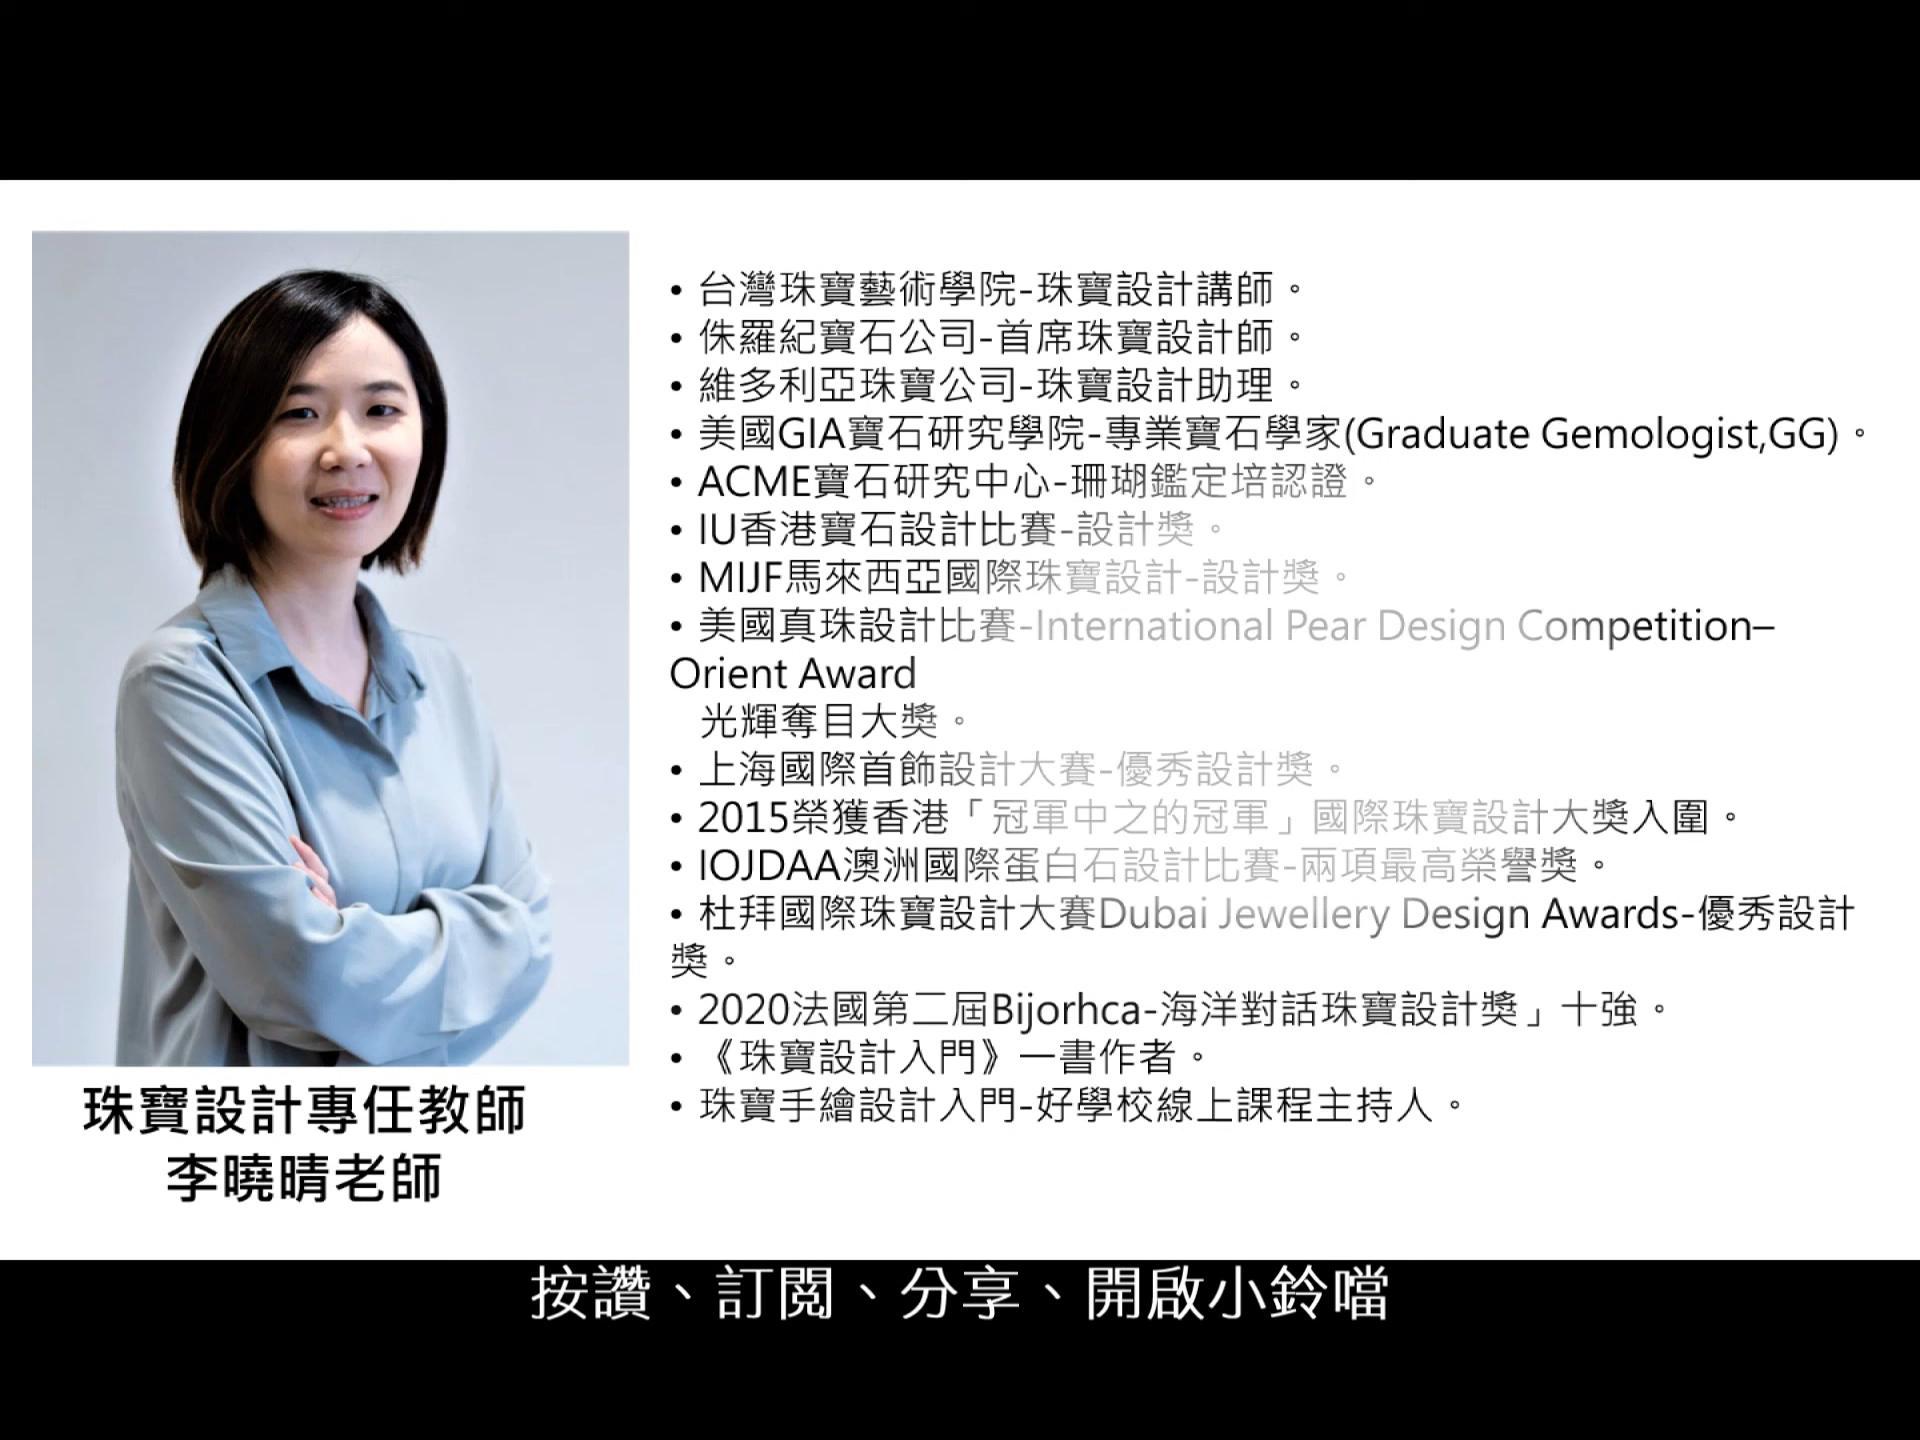 • 台灣珠寶藝術學院-珠寶設計講師。
• 侏羅紀寶石公司-首席珠寶設計師。
• 維多利亞珠寶公司-珠寶設計助理。
• 美國GIA寶石研究學院-專業寶石學家(Graduate Gemologist,GG)。
• ACME寶石研究中心-珊瑚鑑定培認證。
• IU香港寶石設計比賽-設計獎。
• MIJF馬來西亞國際珠寶設計-設計獎。
• 美國真珠設計比賽-International Pear Design Competition–
Orient Award
光輝奪目大獎。
• 上海國際首飾設計大賽-優秀設計獎。
• 2015榮獲香港「冠軍中之的冠軍」國際珠寶設計大獎入圍。
• IOJDAA澳洲國際蛋白石設計比賽-兩項最高榮譽獎。
• 杜拜國際珠寶設計大賽Dubai Jewellery Design Awards-優秀設計
獎。
• 2020法國第二屆Bijorhca-海洋對話珠寶設計獎」十強。
• 《珠寶設計入門》一書作者。
• 珠寶手繪設計入門-好學校線上課程主持人。
珠寶設計專任教師
李曉晴老師
按讚、訂閱、分享、開啟小鈴噹